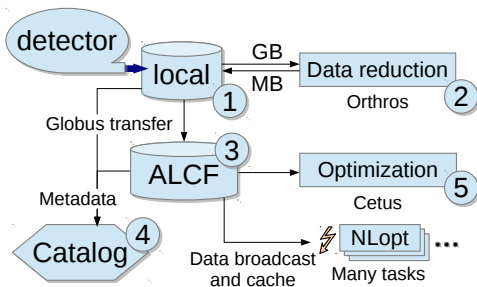 detector
local
1
GB
MB
Data reduction
2
Orthros
Globus transfer
3
ALCF
Optimization
5
Cetus
Metadata
Catalog
4
Data broadcast
and cache
NLopt
...
Many tasks